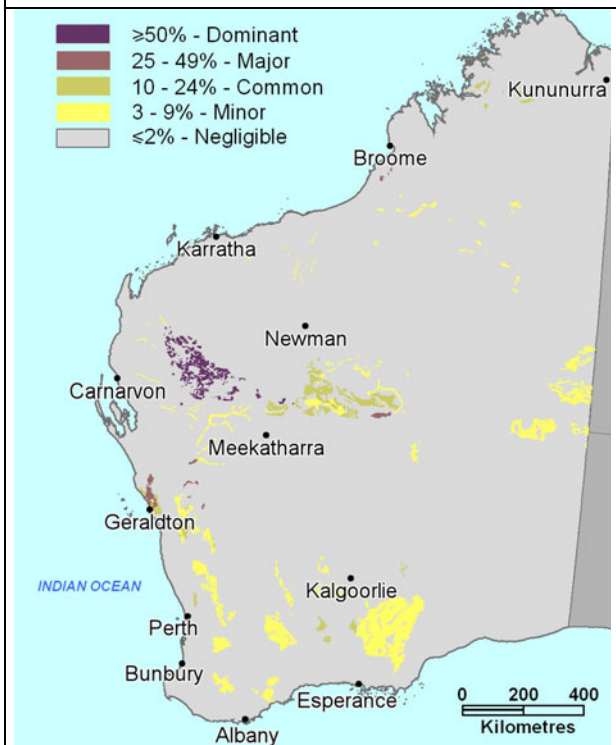 ≥50% - Dominant
25 - 49% - Major
10 - 24% - Common
3 - 9% - Minor
≤2% - Negligible
Kununurra
Broome
Karratha
Newman
Carnarvon
Meekatharra
Geraldton
INDIAN OCEAN
Kalgoorlie
Perth
Bunbury
Esperance
Albany
0 200 400
Kilometres